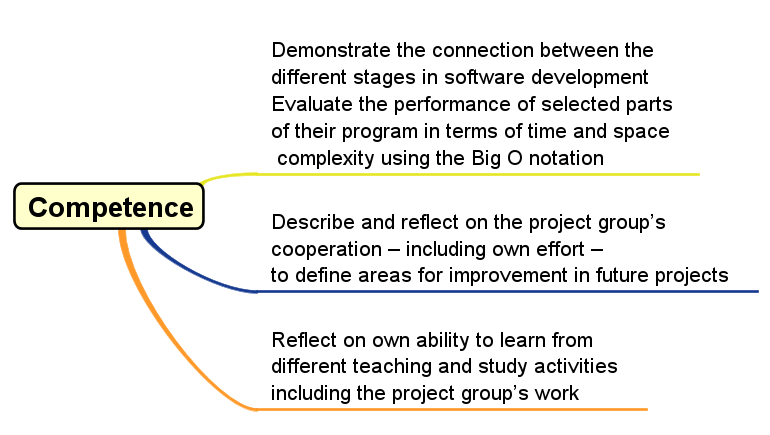 Demonstrate the connection between the
different stages in software development
Evaluate the performance of selected parts
of their program in terms of time and space
complexity using the Big O notation
Competence
Describe and reflect on the project group’s
cooperation – including own effort –
to define areas for improvement in future projects
Reflect on own ability to learn from
different teaching and study activities
including the project group’s work